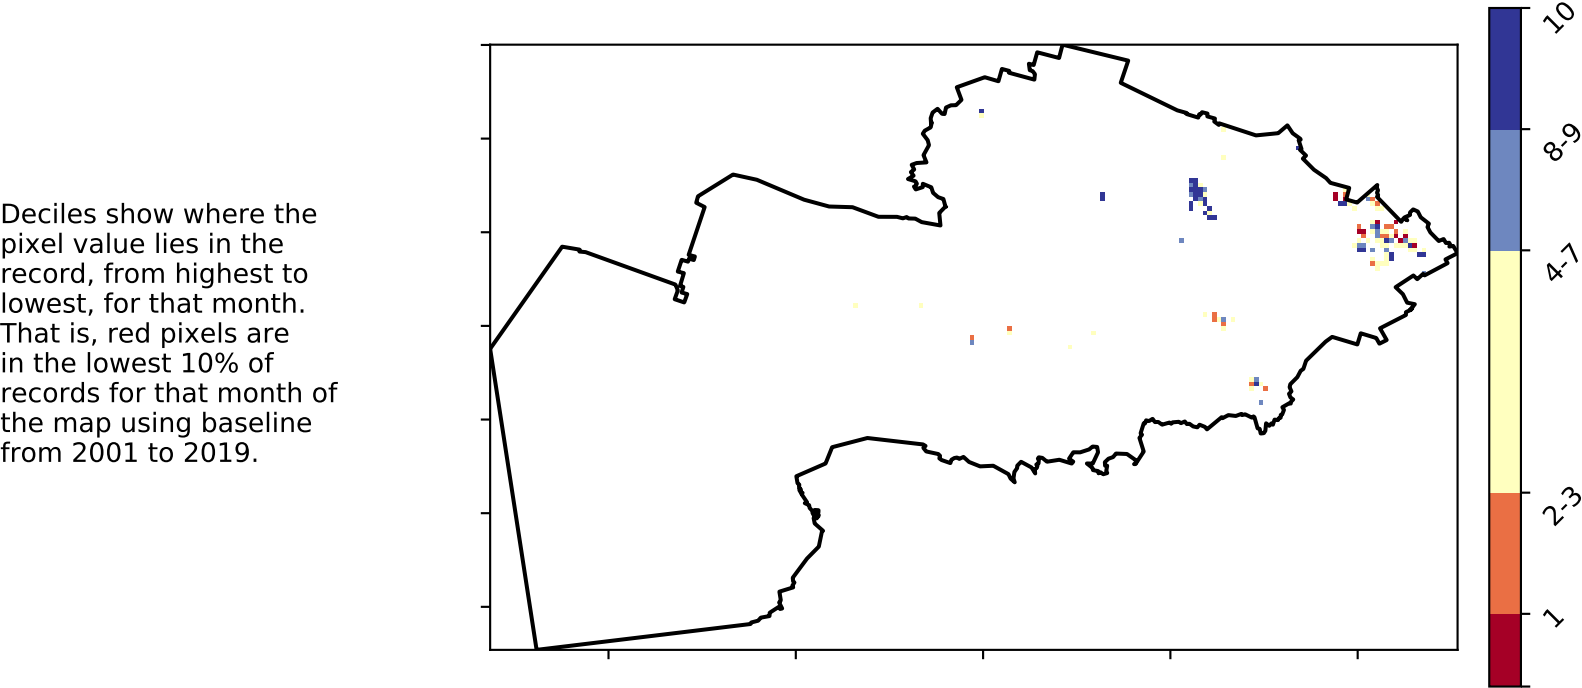 Deciles show where the
pixel value lies in the
record, from highest to
lowest, for that month.
That is, red pixels are
in the lowest 10% of
records for that month of
the map using baseline
from 2001 to 2019.
10
8-9
4-7
2-3
1